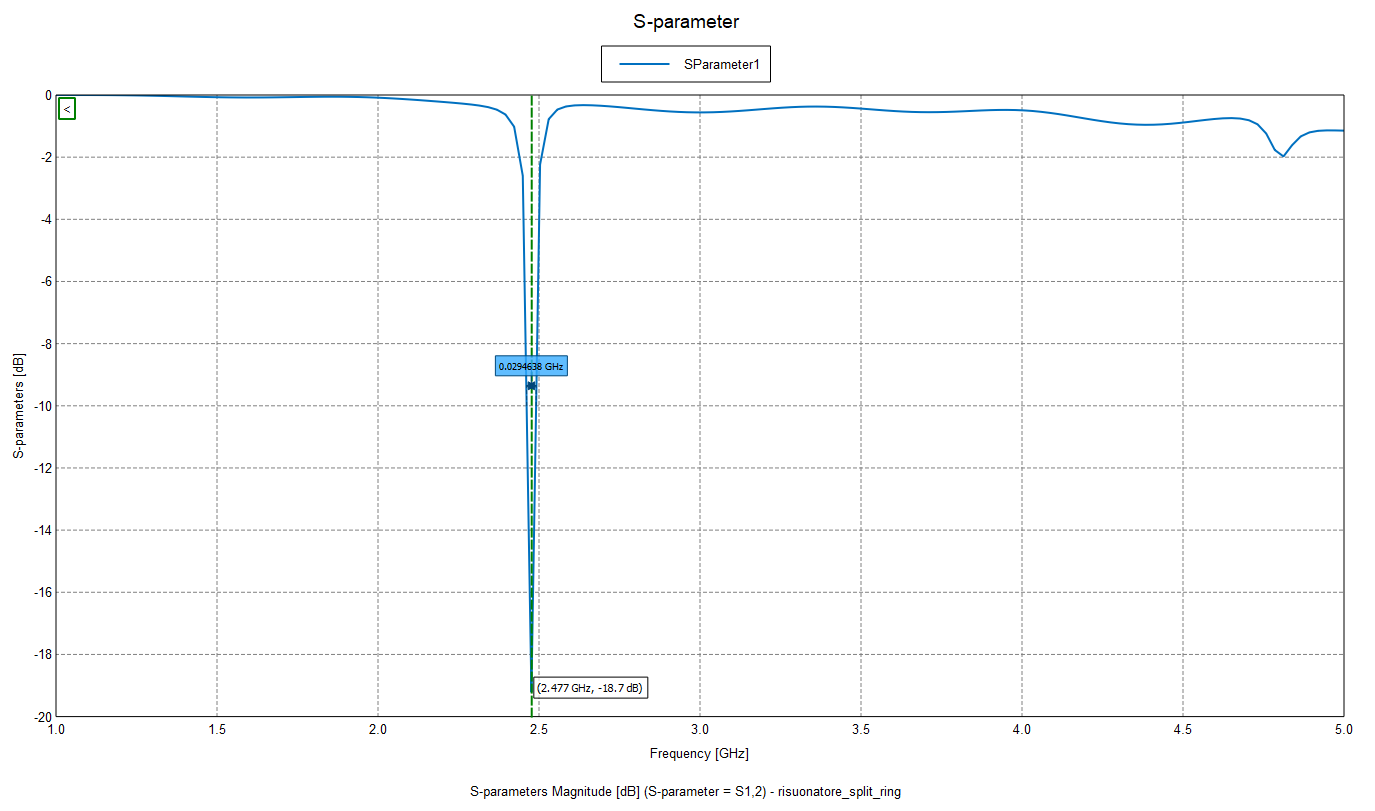 S-parameter
SParameter1
<
0
-2
-4
-6
-8
-10
-12
-14
-16
-18
-20
S-parameters [dB]
0.0294638 GHz
(2.477 GHz, -18.7 dB)
1.0 1.5 2.0 2.5 3.0 3.5 4.0 4.5 5.0
Frequency [GHz]
S-parameters Magnitude [dB] (S-parameter = S1,2) - risuonatore_split_ring